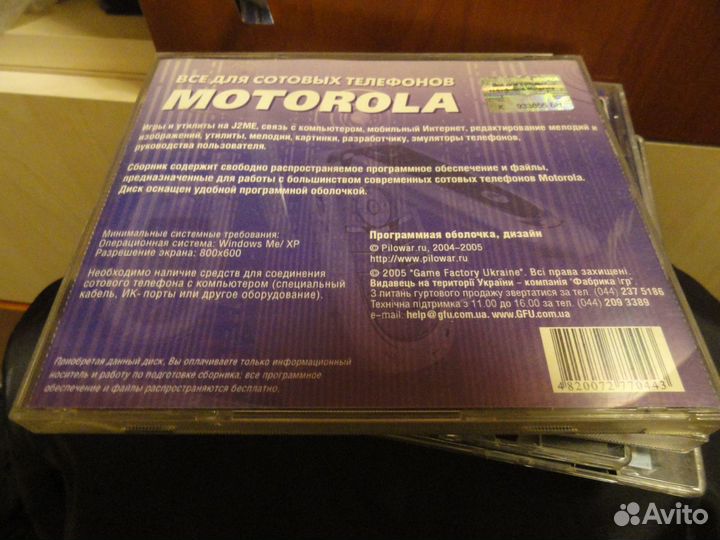 ВСЕ ДЛЯ СОТОВЫХ ТЕЛЕФОНОВ
MOTOROLA
Игры и утилиты на J2ME, связь с компьютером, мобильный Интернет, редактирование мелодий и
изображений, утилиты, мелодии, картинки, разработчику, эмуляторы телефонов,
руководства пользователя.
Сборник содержит свободно распространяемое программное обеспечение и файлы,
предназначенные для работы с большинством современных сотовых телефонов Motorola.
Диск оснащен удобной программной оболочкой.
Минимальные системные требования:
Операционная система: Windows Me/ XP
Разрешение экрана: 800x600
Необходимо наличие средств для соединения
сотового телефона с компьютером (специальный
кабель, ИК- порты или другое оборудование).
Программная оболочка, дизайн
© Pilowar.ru, 2004-2005
http://www.pilowar.ru
© 2005 "Game Factory Ukraine". Всі права захищені.
Видавець на території України - компанія "Фабрика Ігр"
З питань гуртового продажу звертатися за тел. (044) 237 5186
Технічна підтримка з 11.00 до 16.00 за тел. (044) 209 3389
e-mail: help@gfu.com.ua. www.GFU.com.ua
Приобретая данный диск, Вы оплачиваете только информационный
носитель и работу по подготовке сборника; все программное
обеспечение и файлы распространяются бесплатно.
4820072770443
Avito